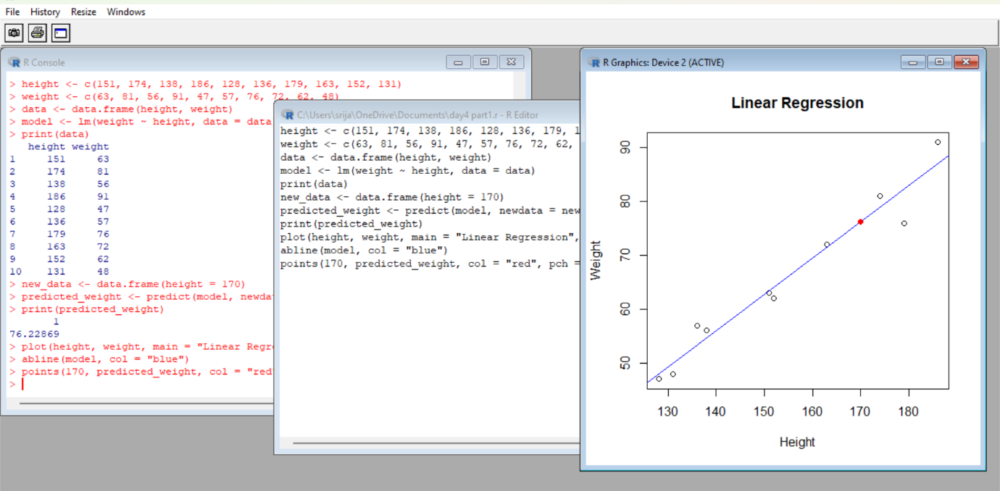 File History Resize Windows
R Console
> height <- c(151, 174, 138, 186, 128, 136, 179, 163, 152, 131)
> weight <- c(63, 81, 56, 91, 47, 57, 76, 72, 62, 48)
> data <- data.frame(height, weight)
> model <- lm(weight ~ height, data = data
> print(data)
height weight
1 151 63
2 174 81
3 138 56
4 186 91
5 128 47
6 136 57
7 179 76
8 163 72
9 152 62
10 131 48
> new_data <- data.frame(height = 170)
> predicted_weight <- predict(model, newda
> print(predicted_weight)
1
76.22869
> plot(height, weight, main = "Linear Regr
> abline(model, col = "blue")
> points(170, predicted_weight, col = "red"
>
C:\Users\srija\OneDrive\Documents\day4 part1.r - R Editor
height <- c(151, 174, 138, 186, 128, 136, 179, 1
weight <- c(63, 81, 56, 91, 47, 57, 76, 72, 62,
data <- data.frame(height, weight)
model <- lm(weight ~ height, data = data)
print(data)
new_data <- data.frame(height = 170)
predicted_weight <- predict(model, newdata = new
print(predicted_weight)
plot(height, weight, main = "Linear Regression",
abline(model, col = "blue")
points(170, predicted_weight, col = "red", pch =
R Graphics: Device 2 (ACTIVE)
Linear Regression
90
80
70
60
50
Weight
130 140 150 160 170 180
Height